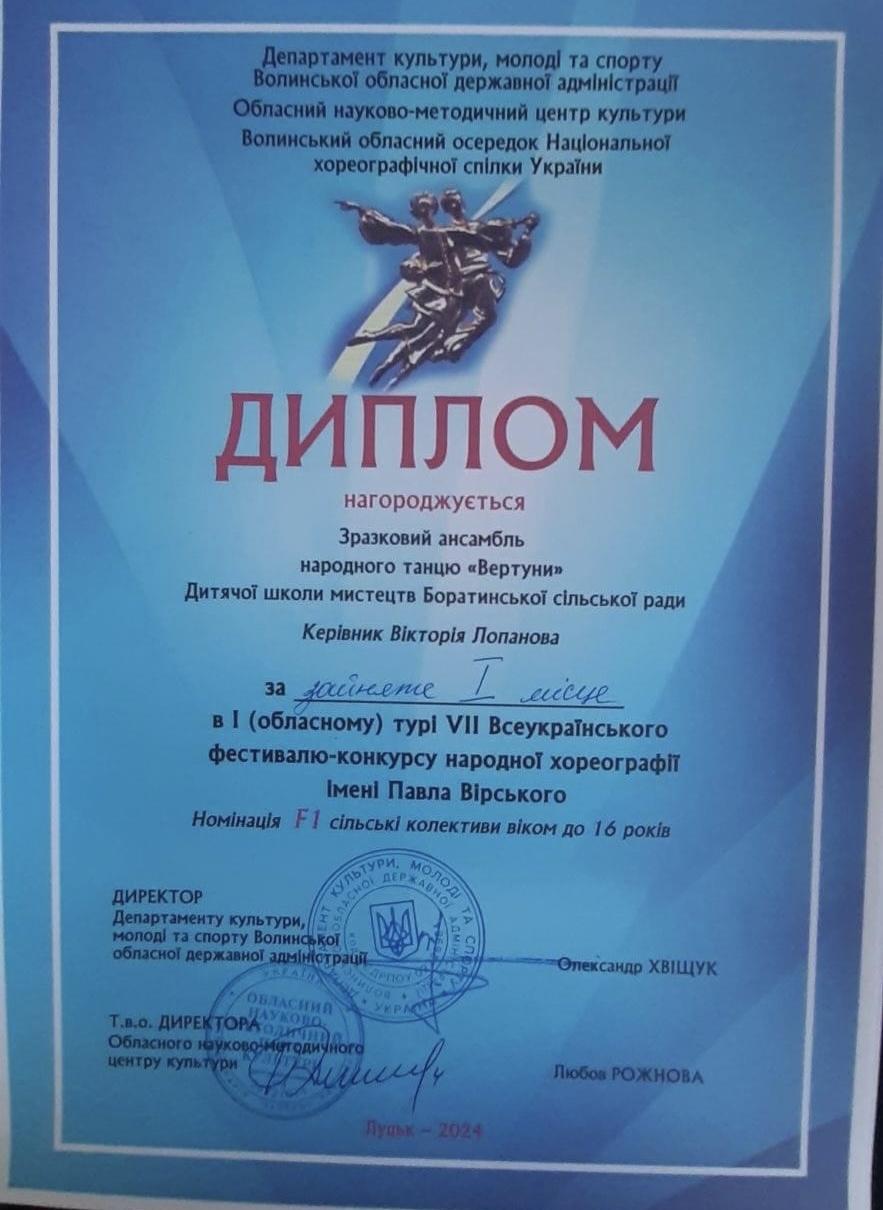 Департамент культури, молоді та спорту
Волинської обласної державної адміністрації
Обласний науково-методичний центр культури
Волинський обласний осередок Національної
хореографічної спілки України
ДИПЛОМ
нагороджується
Зразковий ансамбль
народного танцю «Вертуни»
Дитячої школи мистецтв Боратинської сільської ради
Керівник Вікторія Лопанова
за зайняте I місце
в І (обласному) турі VII Всеукраїнського
фестивалю-конкурсу народної хореографії
імені Павла Вірського
Номінація F1 сільські колективи віком до 16 років
ДИРЕКТОР
Департаменту культури,
молоді та спорту Волинської
обласної державної адміністрації
Олександр ХВІЩУК
Т.в.о. ДИРЕКТОРА
Обласного науково-методичного
центру культури
Любов РОЖНОВА
Луцьк – 2024